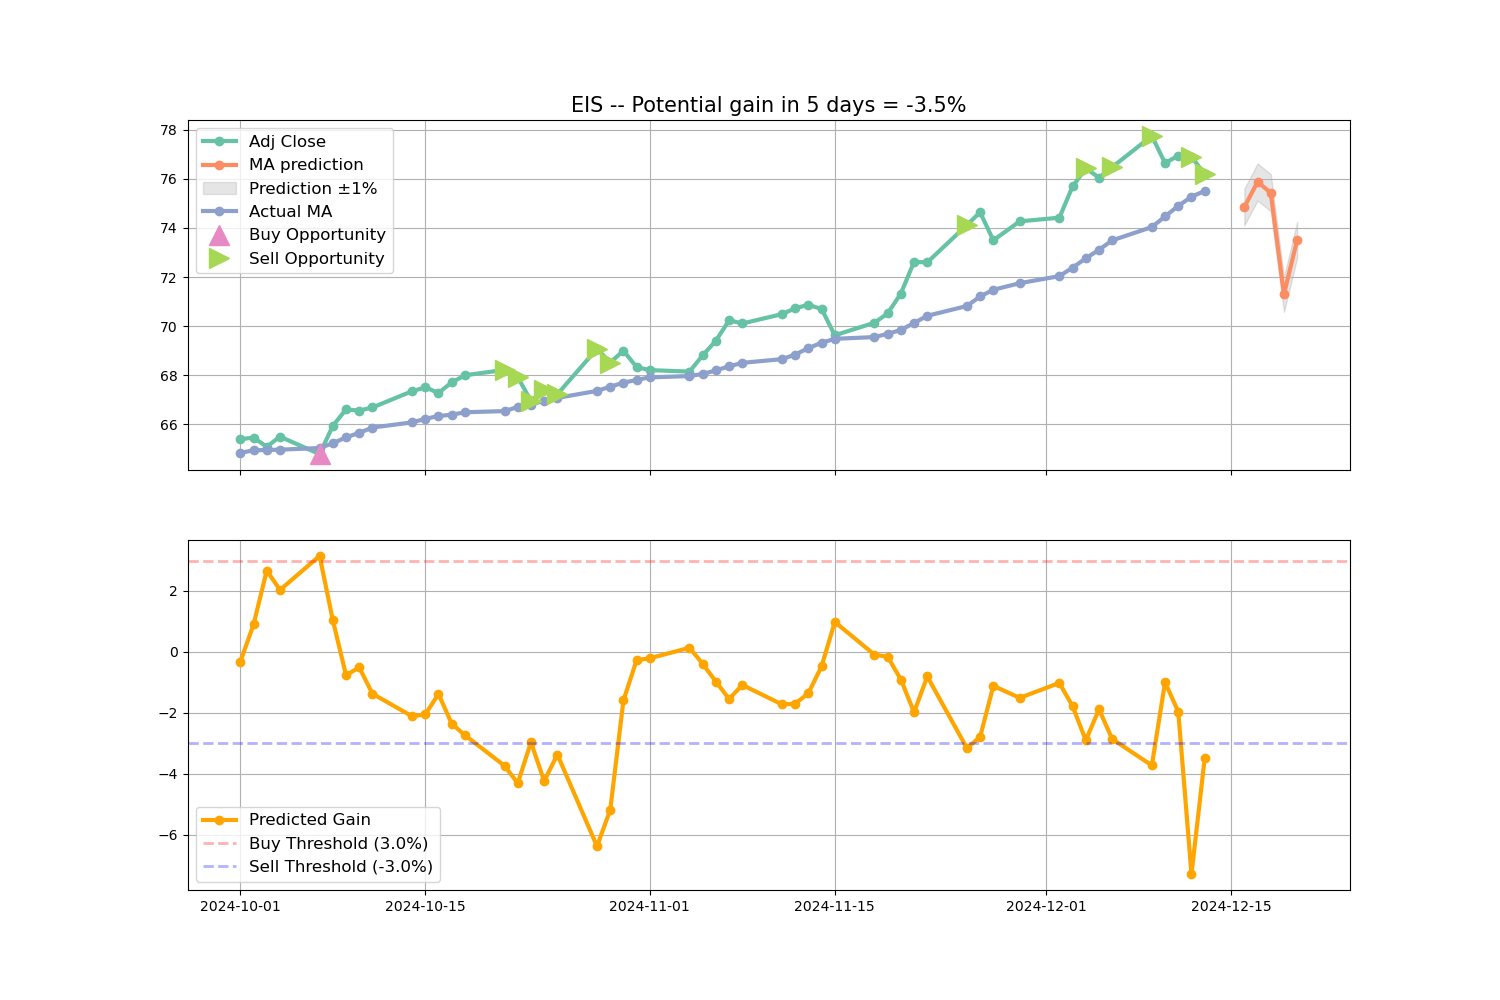 EIS -- Potential gain in 5 days = -3.5%
78
76
74
72
70
68
66
Adj Close
MA prediction
Prediction ±1%
Actual MA
Buy Opportunity
Sell Opportunity
2
0
−2
−4
−6
Predicted Gain
Buy Threshold (3.0%)
Sell Threshold (-3.0%)
2024-10-01
2024-10-15
2024-11-01
2024-11-15
2024-12-01
2024-12-15